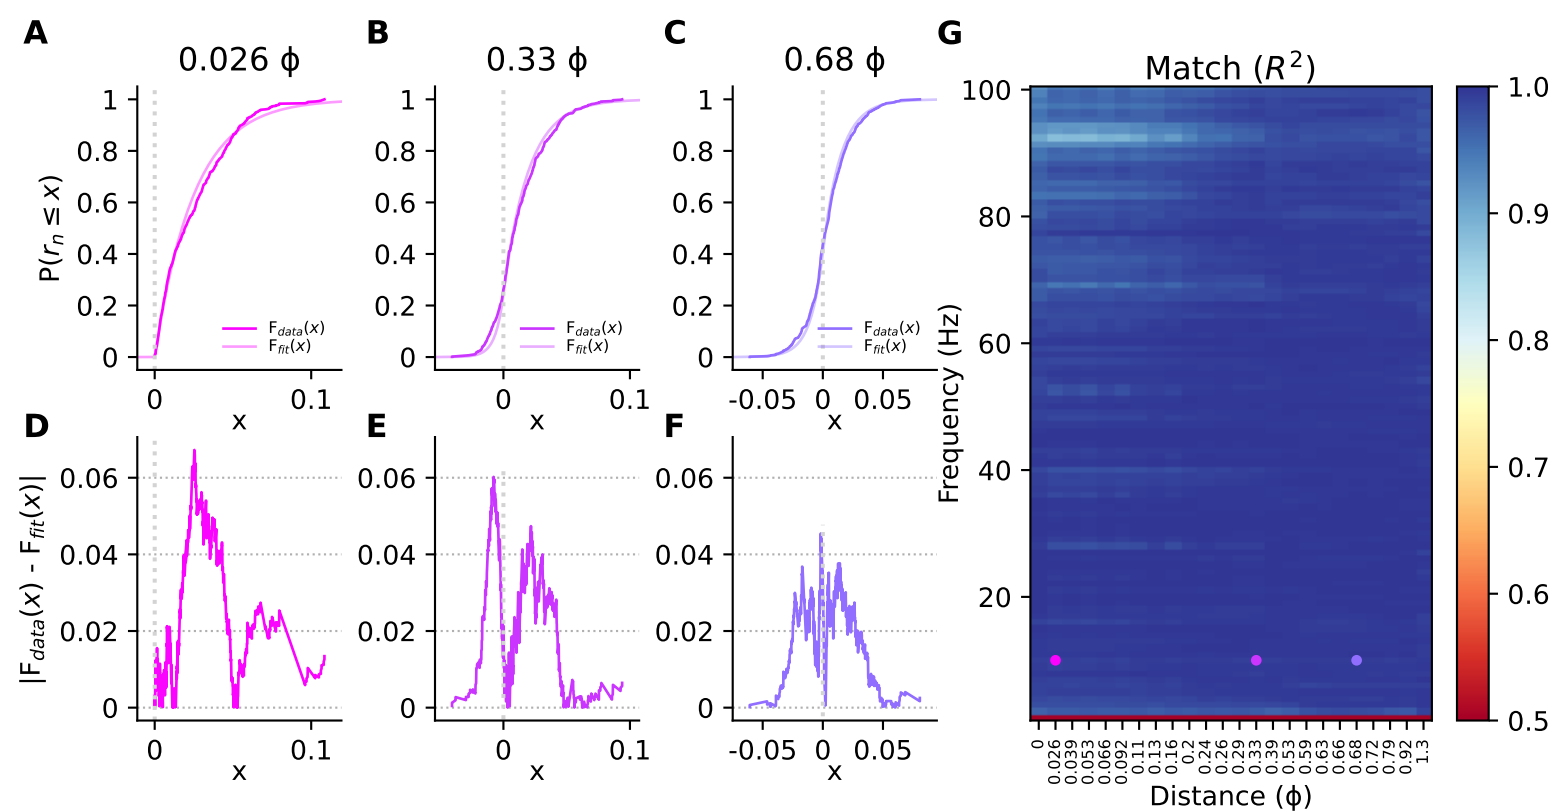 A
0.026 ϕ
P(rₙ ≤ x)
1
0.8
0.6
0.4
0.2
0
F_data(x)
F_fit(x)
0
0.1
x
B
0.33 ϕ
1
0.8
0.6
0.4
0.2
0
F_data(x)
F_fit(x)
0
0.1
x
C
0.68 ϕ
1
0.8
0.6
0.4
0.2
0
F_data(x)
F_fit(x)
-0.05
0
0.05
x
D
|F_data(x) - F_fit(x)|
0.06
0.04
0.02
0
0
0.1
x
E
0.06
0.04
0.02
0
0
0.1
x
F
0.06
0.04
0.02
0
-0.05
0
0.05
x
G
Match (R²)
Frequency (Hz)
100
80
60
40
20
0
0.026
0.039
0.053
0.066
0.092
0.11
0.13
0.16
0.2
0.24
0.26
0.29
0.33
0.39
0.53
0.59
0.63
0.66
0.68
0.72
0.79
0.92
1.3
Distance (ϕ)
1.0
0.9
0.8
0.7
0.6
0.5